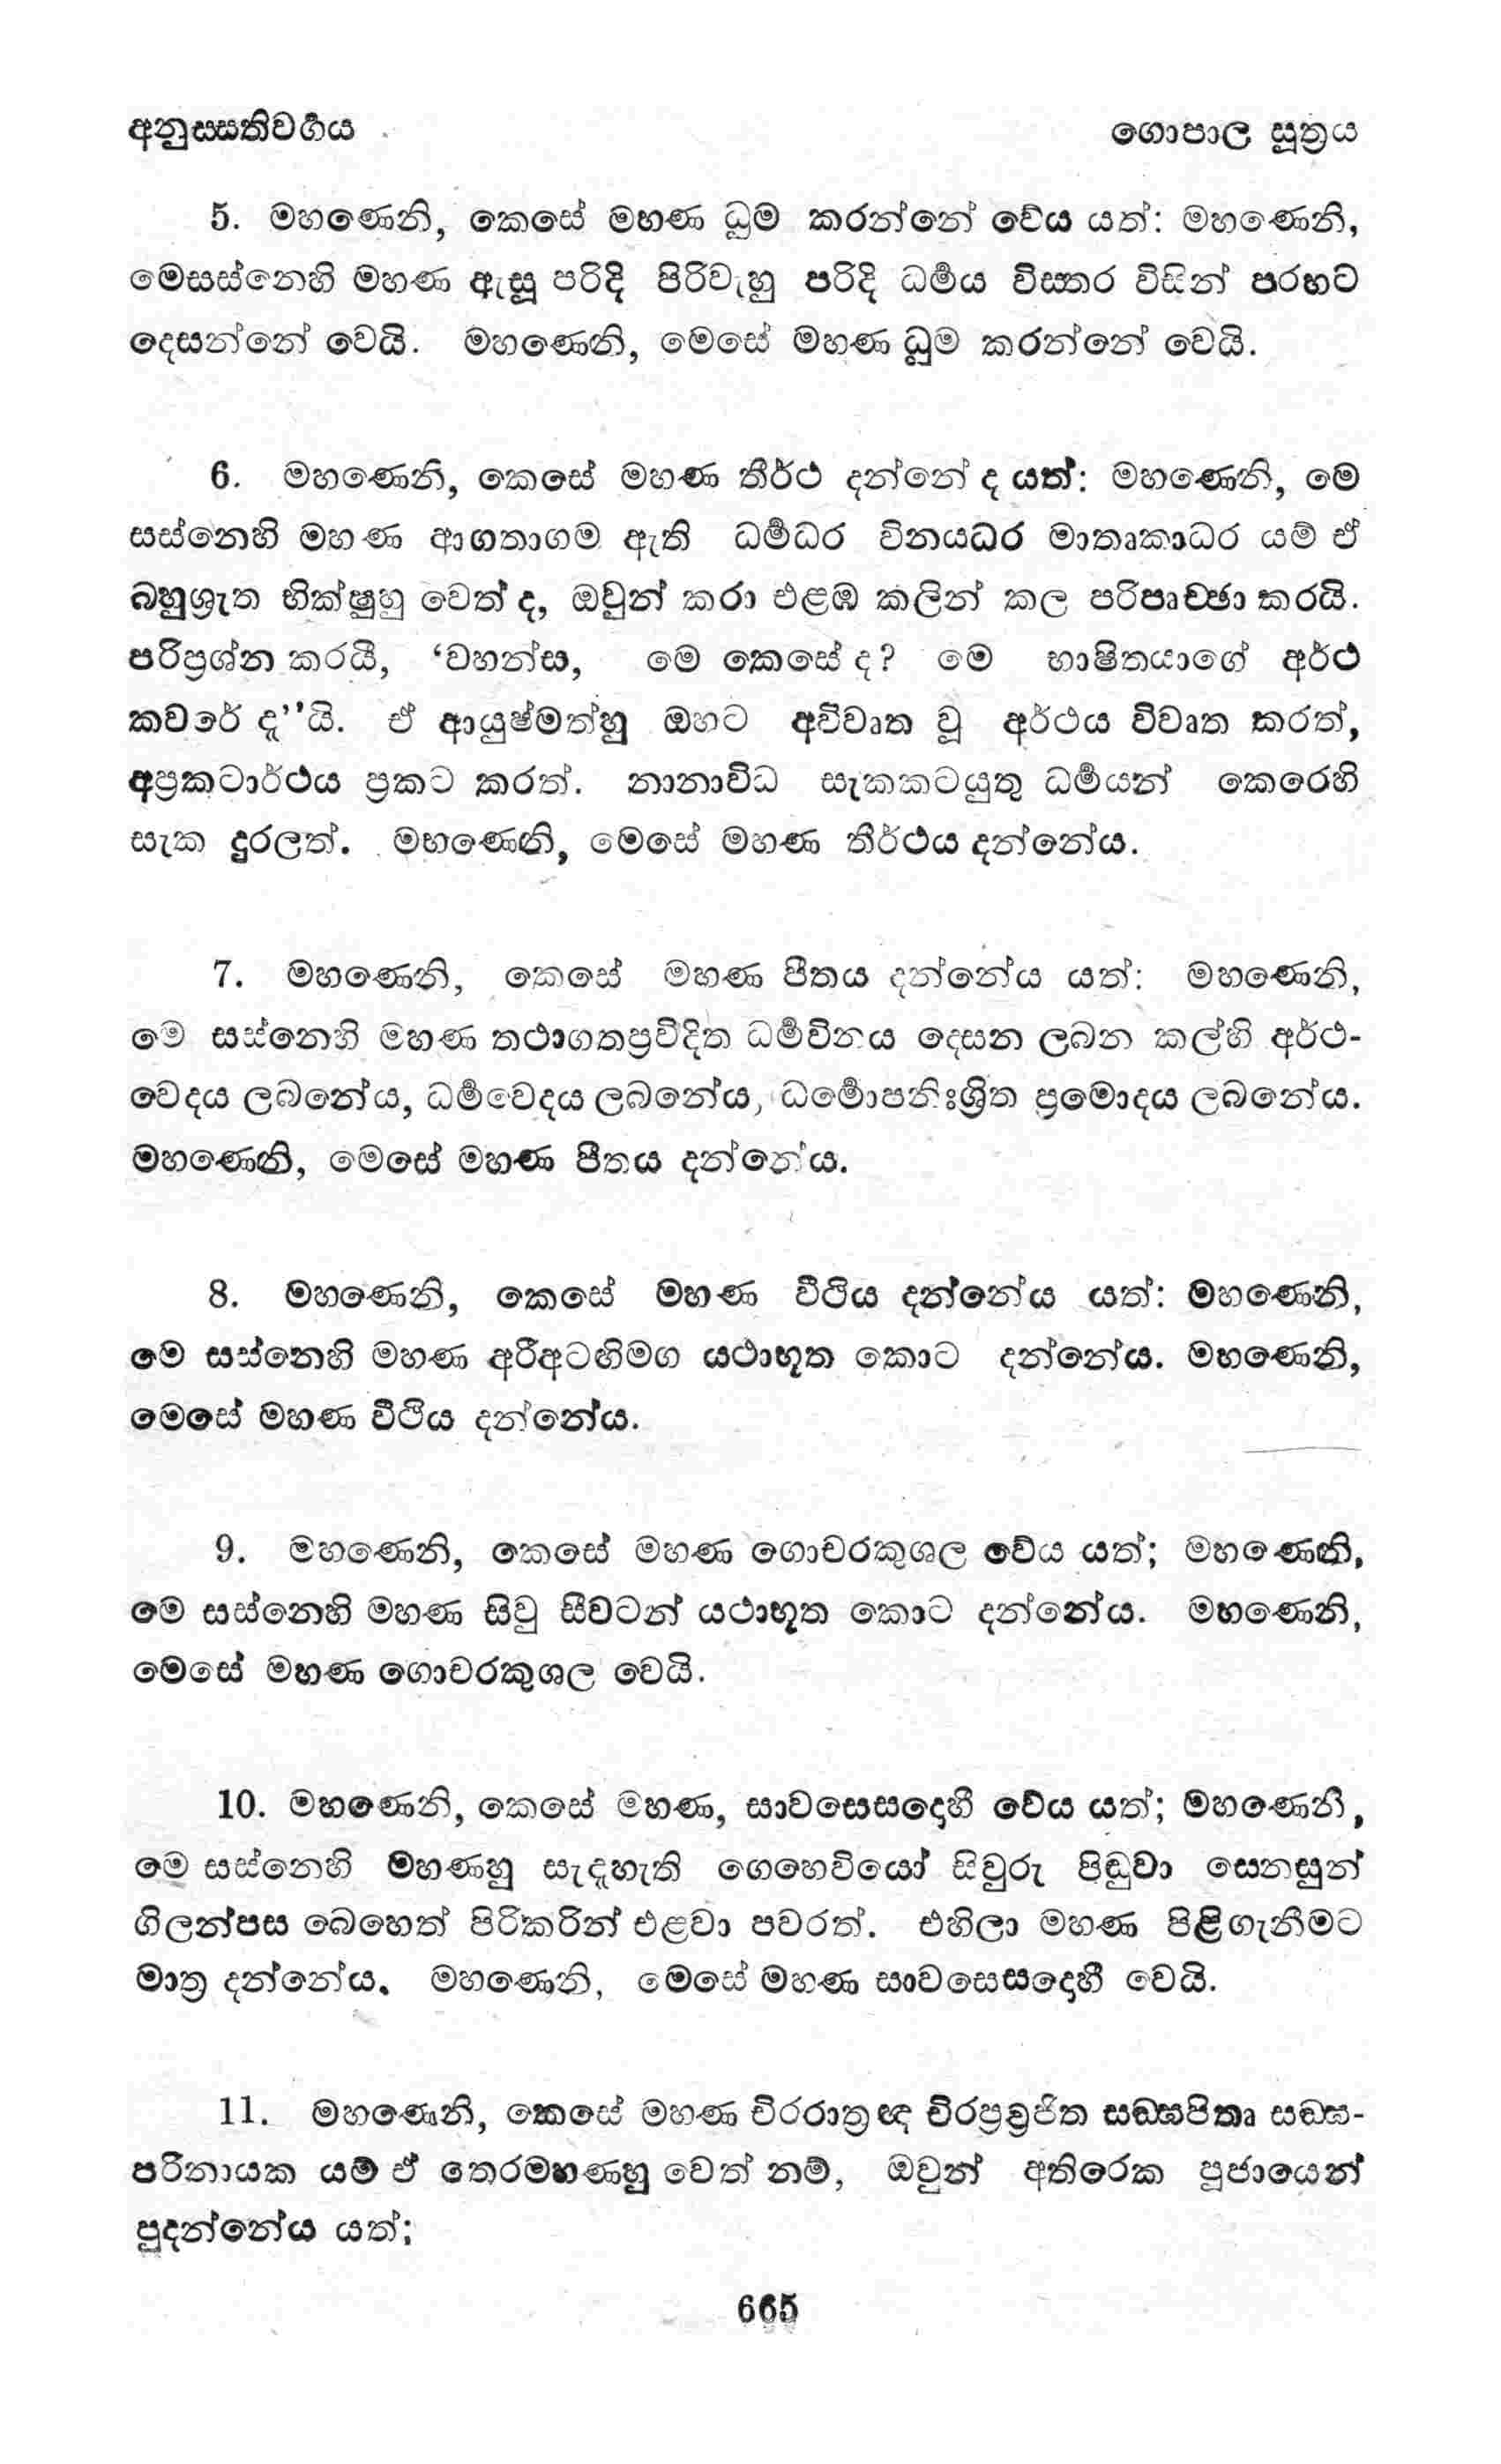 අනුස්සතිවර්‍ගය
ගොපාල සූත්‍රය
5. මහණෙනි, කෙසේ මහණ ධූම කරන්නේ වේය යත්: මහණෙනි,
මෙසස්නෙහි මහණ ඇසූ පරිදි පිරිවැහූ පරිදි ධර්‍මය විස්තර විසින් පරහට
දෙසන්නේ වෙයි. මහණෙනි, මෙසේ මහණ ධූම කරන්නේ වෙයි.
6. මහණෙනි, කෙසේ මහණ තීර්ථ දන්නේ ද යත්: මහණෙනි, මෙ
සස්නෙහි මහණ ආගතාගම ඇති ධර්‍මධර විනයධර මාතෘකාධර යම් ඒ
බහුශ්‍රැත භික්ෂූහු වෙත් ද, ඔවුන් කරා එළඹ කලින් කල පරිපෘච්ඡා කරයි.
පරිප්‍රශ්න කරයී, ‘වහන්ස, මෙ කෙසේ ද? මෙ භාෂිතයාගේ අර්ථ
කවරේ දැ’’යි. ඒ ආයුෂ්මත්හු ඔහට අවිවෘත වූ අර්ථය විවෘත කරත්,
අප්‍රකටාර්ථය ප්‍රකට කරත්. නානාවිධ සැකකටයුතු ධර්‍මයන් කෙරෙහි
සැක දුරලත්. මහණෙනි, මෙසේ මහණ තීර්ථය දන්නේය.
7. මහණෙනි, කෙසේ මහණ පීතය දන්නේය යත්: මහණෙනි,
මෙ සස්නෙහි මහණ තථාගතප්‍රවිදිත ධර්‍මවිනය දෙසන ලබන කල්හි අර්ථ-
වෙදය ලබනේය, ධර්‍මවෙදය ලබනේය, ධර්‍මොපනිඃශ්‍රිත ප්‍රමොදය ලබනේය.
මහණෙනි, මෙසේ මහණ පීතය දන්නේය.
8. මහණෙනි, කෙසේ මහණ වීථිය දන්නේය යත්: මහණෙනි,
මෙ සස්නෙහි මහණ අරීඅටඟිමග යථාභූත කොට දන්නේය. මහණෙනි,
මෙසේ මහණ වීථිය දන්නේය.
9. මහණෙනි, කෙසේ මහණ ගොචරකුශල වේය යත්; මහණෙනි,
මෙ සස්නෙහි මහණ සිවු සීවටන් යථාභූත කොට දන්නේය. මහණෙනි,
මෙසේ මහණ ගොචරකුශල වෙයි.
10. මහණෙනි, කෙසේ මහණ, සාවසෙසදොහී වේය යත්; මහණෙනි,
මෙ සස්නෙහි මහණහු සැදැහැති ගෙහෙවියෝ සිවුරු පිඬුවා සෙනසුන්
ගිලන්පස බෙහෙත් පිරිකරින් එළවා පවරත්. එහිලා මහණ පිළිගැනීමට
මාත්‍ර දන්නේය. මහණෙනි, මෙසේ මහණ සාවසෙසදොහී වෙයි.
11. මහණෙනි, කෙසේ මහණ චිරරාත්‍රඥ චිරප්‍රව්‍රජිත සඞ්ඝපිතෘ සඞ්ඝ-
පරිනායක යම් ඒ තෙරමහණහු වෙත් නම්, ඔවුන් අතිරෙක පූජායෙන්
පුදන්නේය යත්;
665